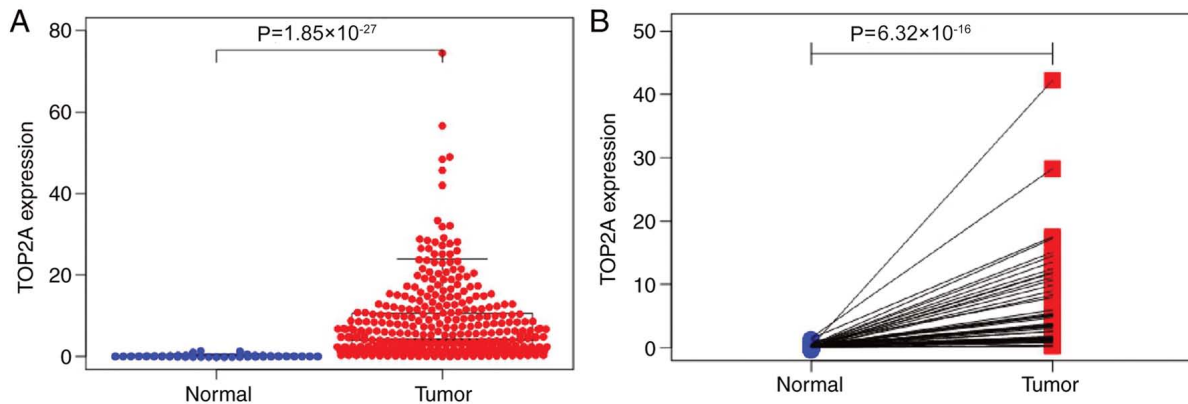 A
P=1.85×10⁻²⁷
80
60
40
20
0
TOP2A expression
Normal
Tumor
B
P=6.32×10⁻¹⁶
50
40
30
20
10
0
TOP2A expression
Normal
Tumor